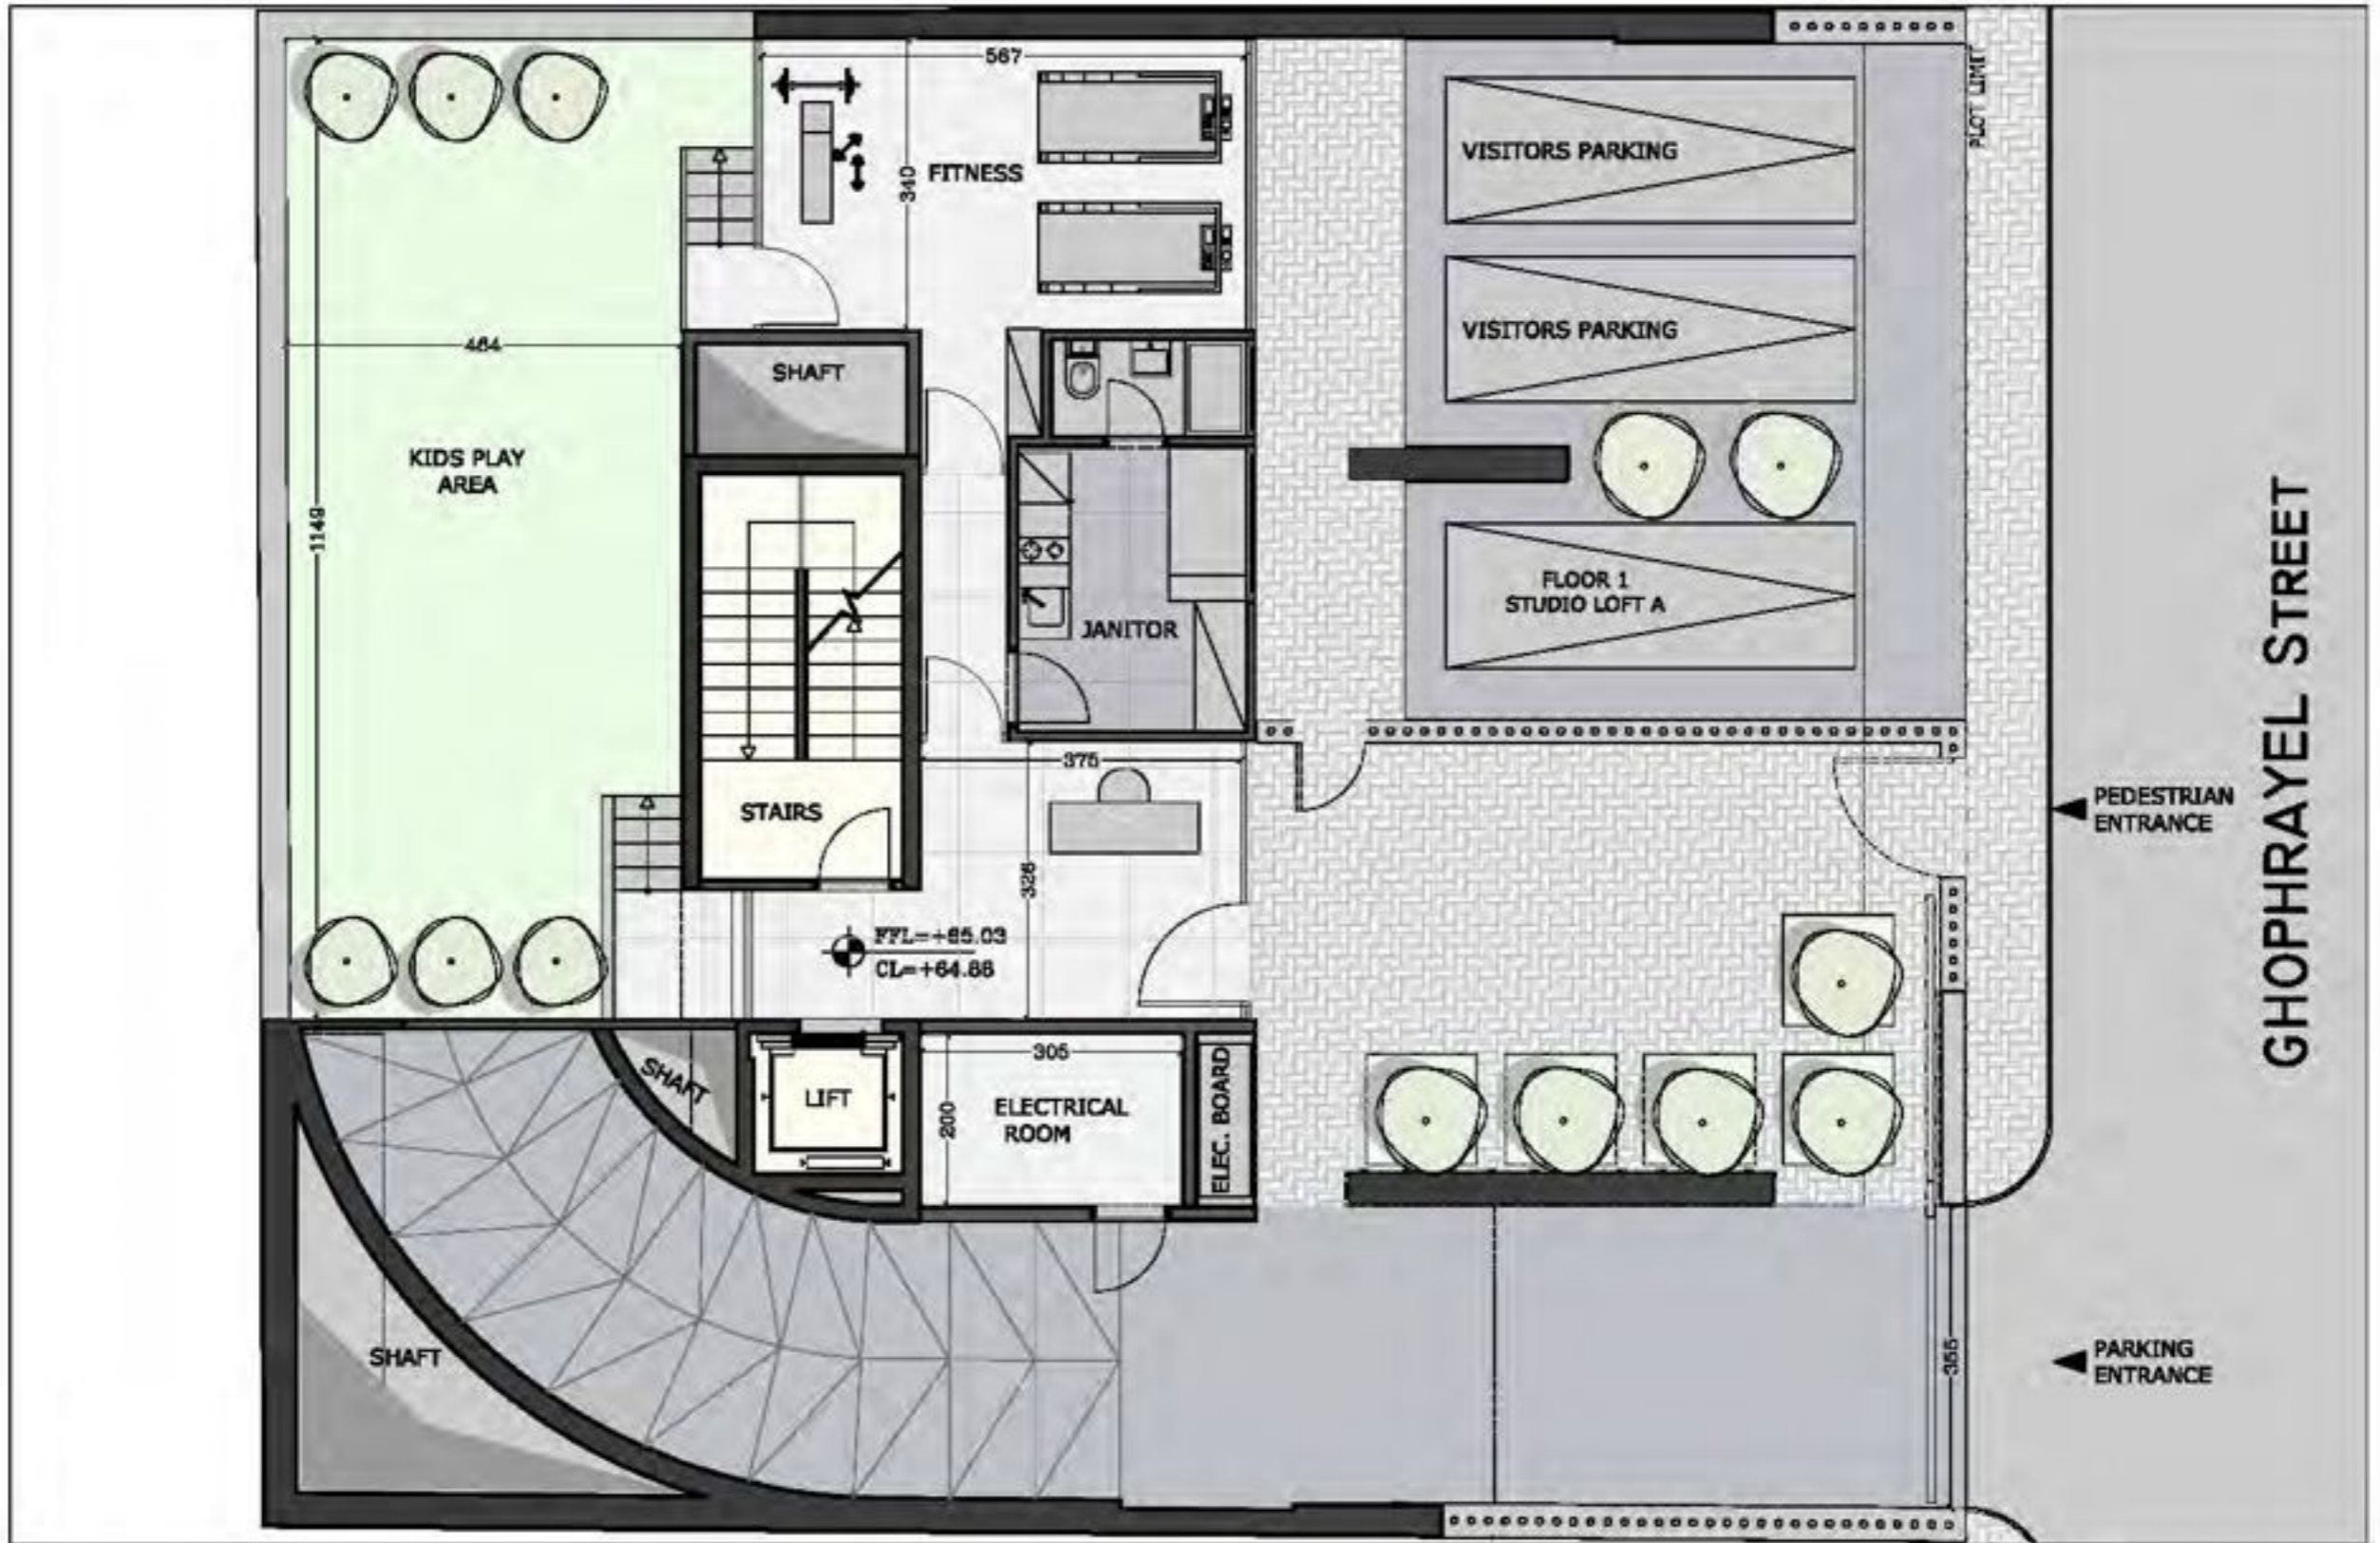 567
PLOT LIMIT
VISITORS PARKING
FITNESS
340
VISITORS PARKING
464
SHAFT
KIDS PLAY
AREA
1149
FLOOR 1
STUDIO LOFT A
JANITOR
GHOPHRAYEL STREET
375
PEDESTRIAN
ENTRANCE
STAIRS
326
FFL=+65.03
CL=+64.88
305
SHAFT
LIFT
200
ELECTRICAL
ROOM
ELEC. BOARD
SHAFT
355
PARKING
ENTRANCE